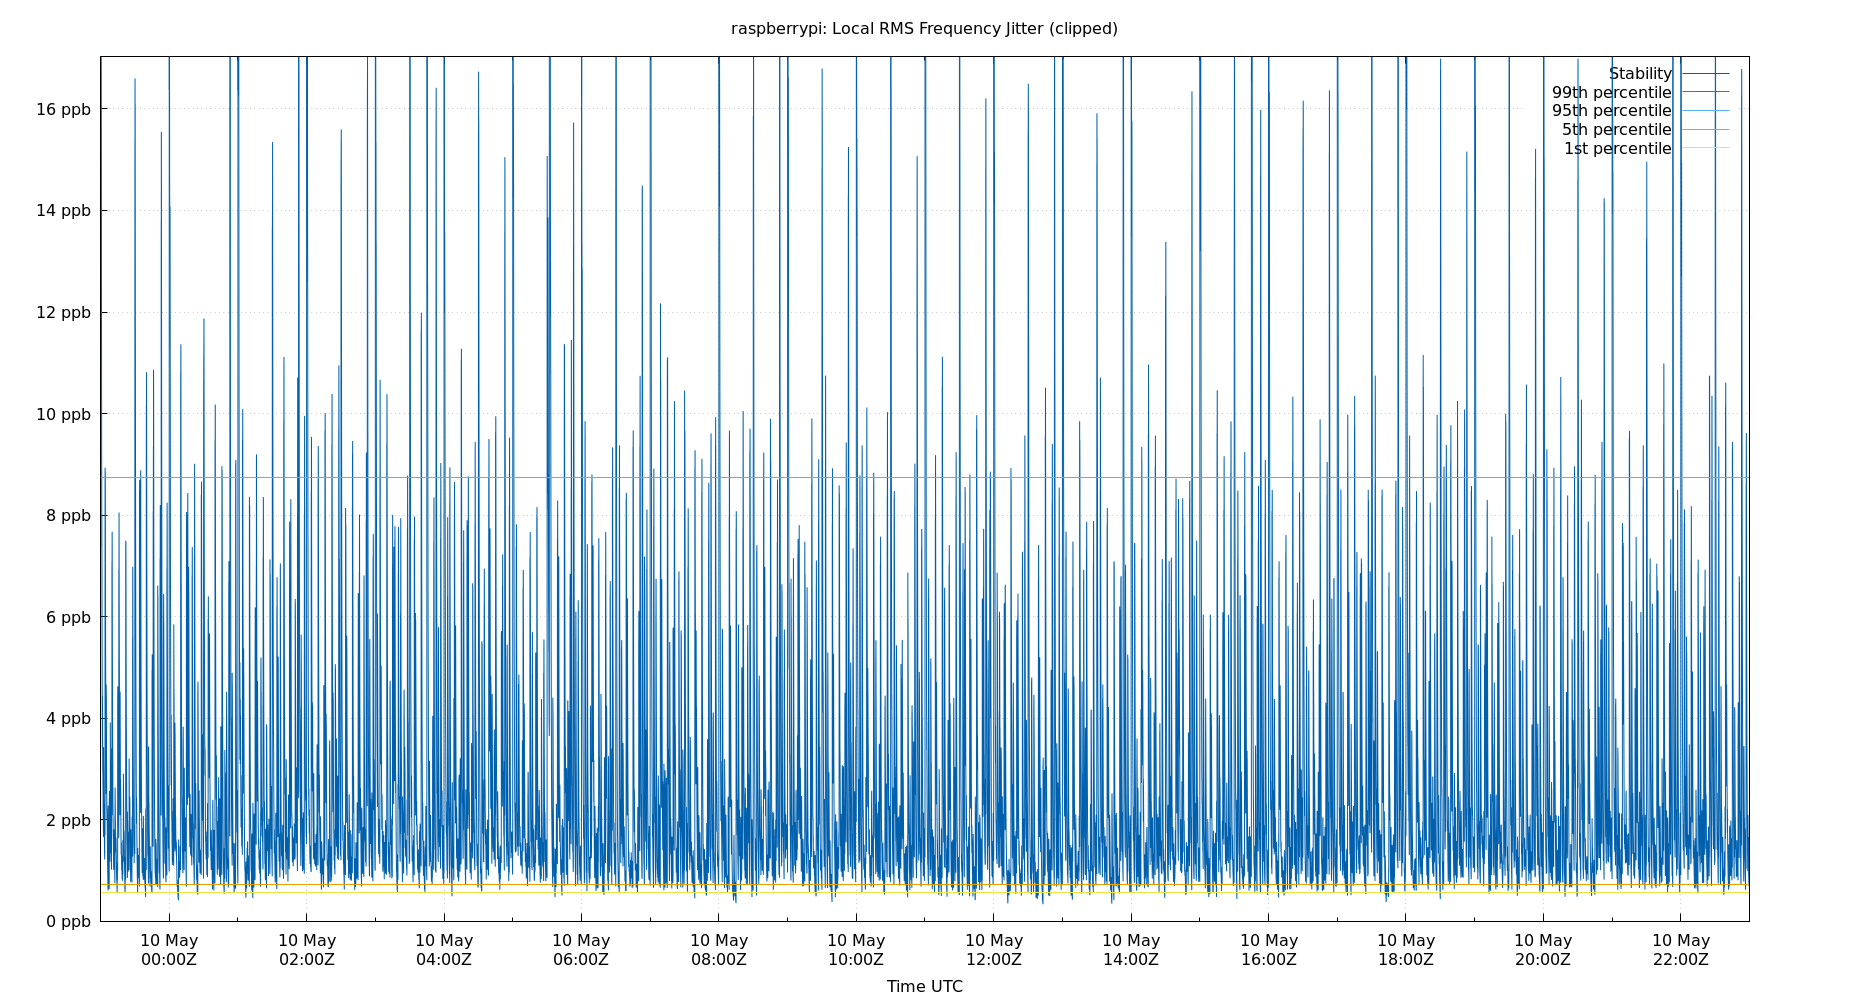 raspberrypi: Local RMS Frequency Jitter (clipped)
Stability
99th percentile
95th percentile
5th percentile
1st percentile
16 ppb
14 ppb
12 ppb
10 ppb
8 ppb
6 ppb
4 ppb
2 ppb
0 ppb
10 May 10 May 10 May 10 May 10 May 10 May 10 May 10 May 10 May 10 May 10 May 10 May
00:00Z 02:00Z 04:00Z 06:00Z 08:00Z 10:00Z 12:00Z 14:00Z 16:00Z 18:00Z 20:00Z 22:00Z
Time UTC